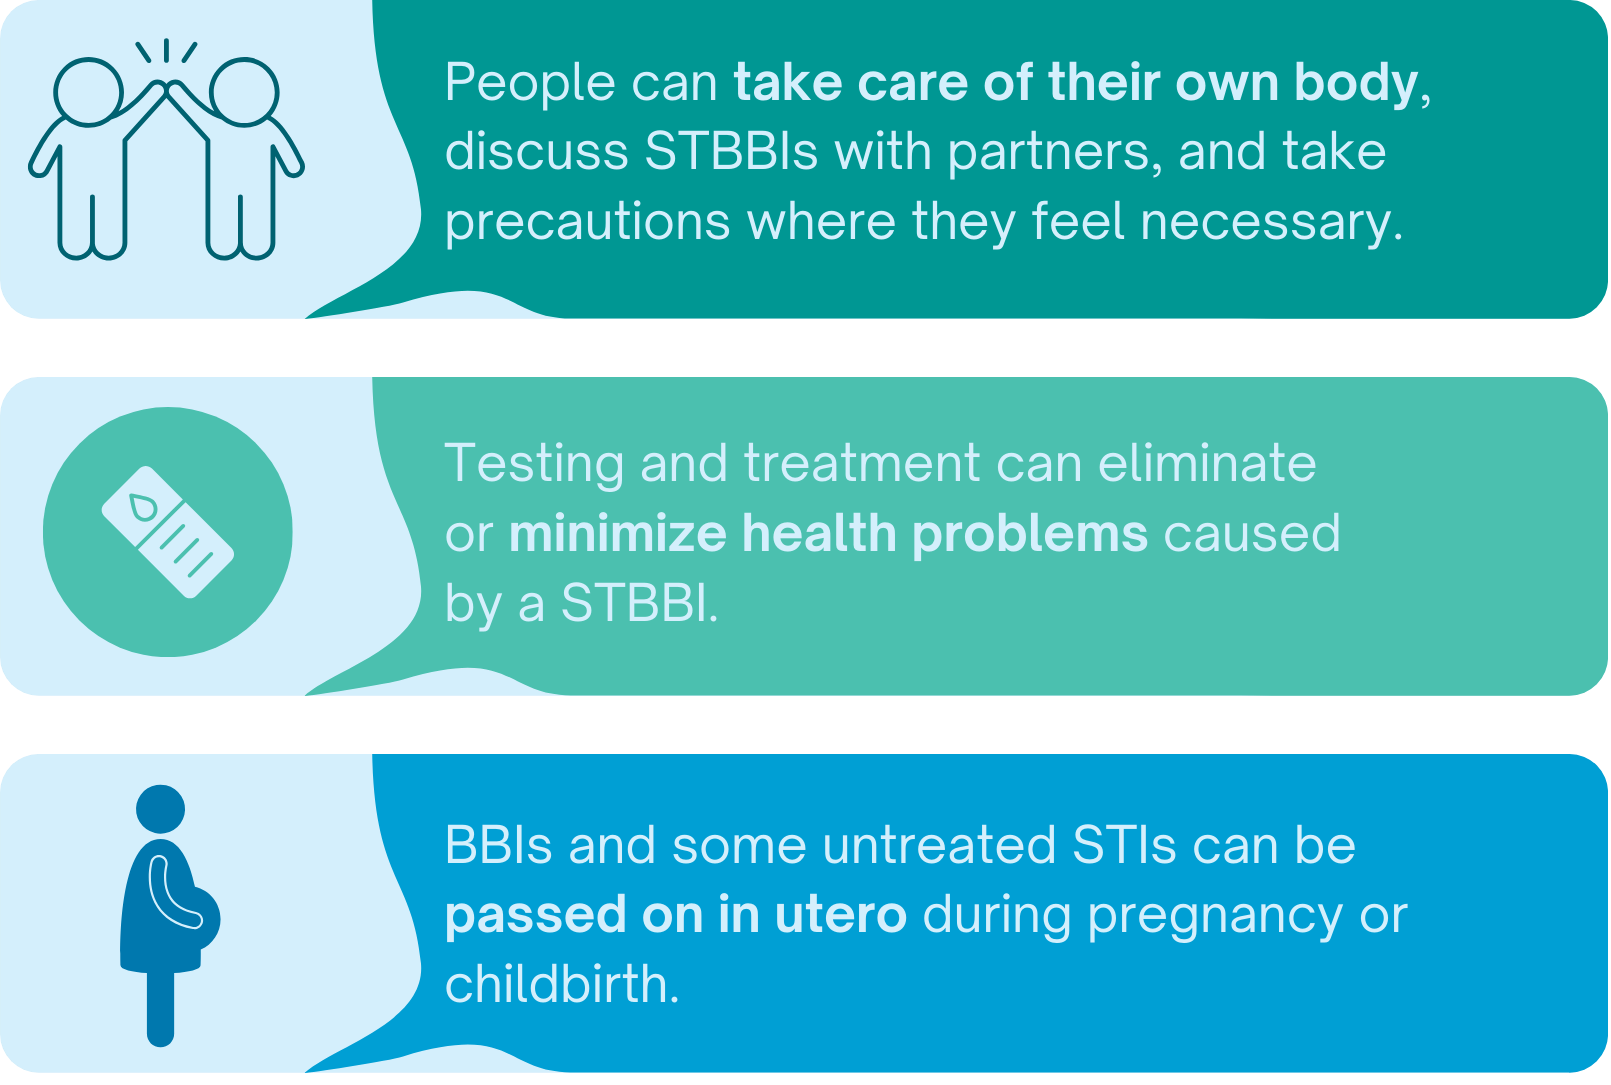 People can take care of their own body,
discuss STBBIs with partners, and take
precautions where they feel necessary.
Testing and treatment can eliminate
or minimize health problems caused
by a STBBI.
BBIs and some untreated STIs can be
passed on in utero during pregnancy or
childbirth.